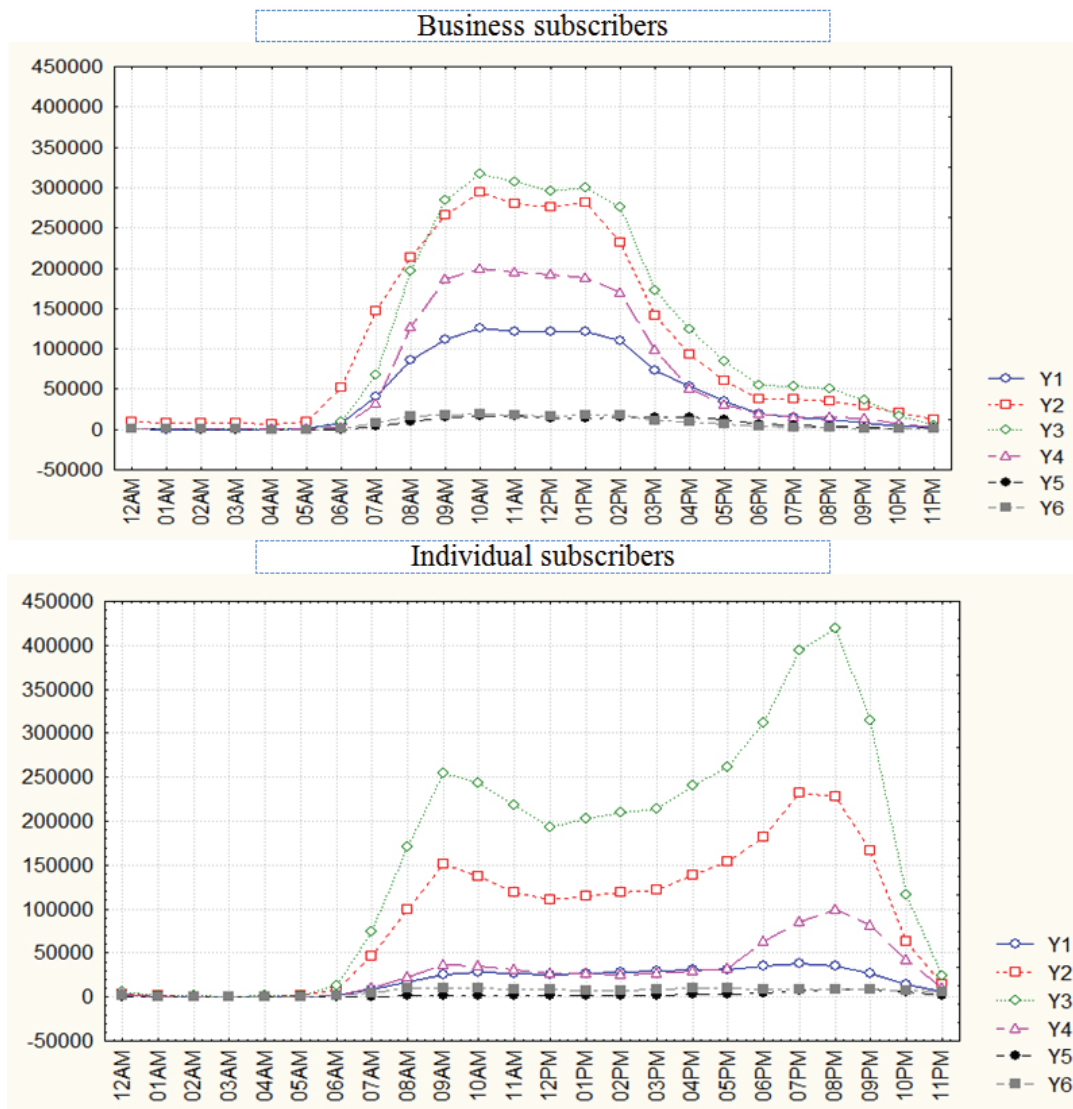 Business subscribers
450000
400000
350000
300000
250000
200000
150000
100000
50000
0
-50000
12AM 01AM 02AM 03AM 04AM 05AM 06AM 07AM 08AM 09AM 10AM 11AM 12PM 01PM 02PM 03PM 04PM 05PM 06PM 07PM 08PM 09PM 10PM 11PM
Y1
Y2
Y3
Y4
Y5
Y6
Individual subscribers
450000
400000
350000
300000
250000
200000
150000
100000
50000
0
-50000
12AM 01AM 02AM 03AM 04AM 05AM 06AM 07AM 08AM 09AM 10AM 11AM 12PM 01PM 02PM 03PM 04PM 05PM 06PM 07PM 08PM 09PM 10PM 11PM
Y1
Y2
Y3
Y4
Y5
Y6